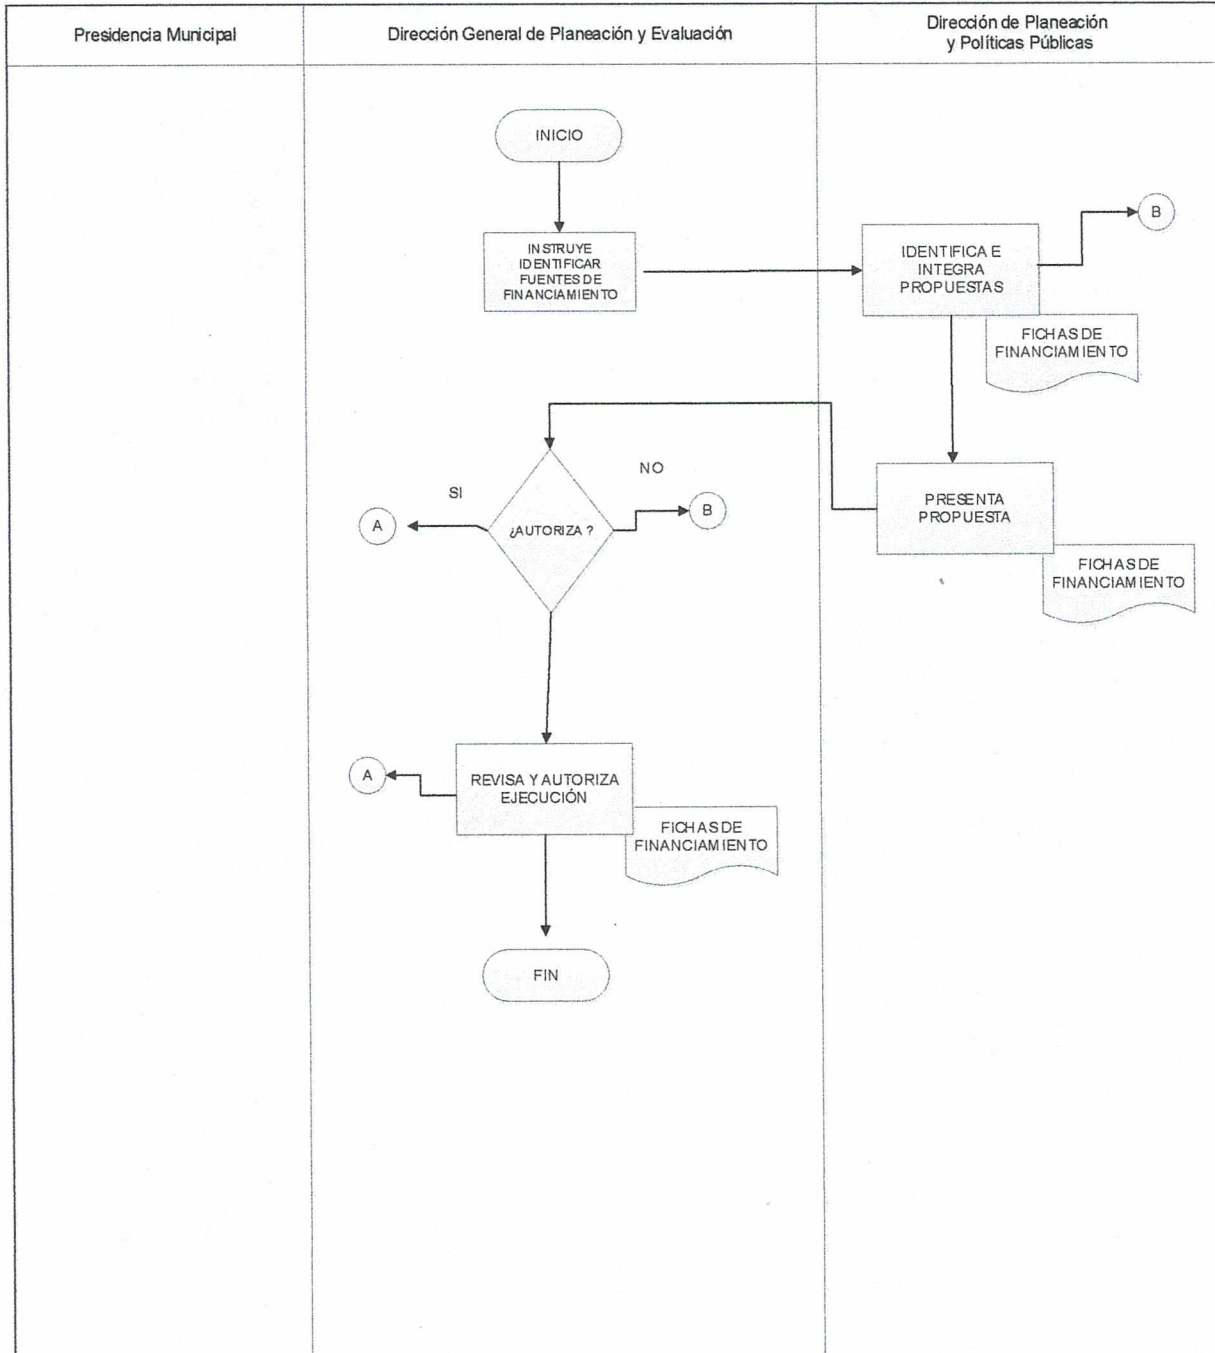 Presidencia Municipal
Dirección General de Planeación y Evaluación
Dirección de Planeación
y Políticas Públicas
INICIO
B
INSTRUYE
IDENTIFICAR
FUENTES DE
FINANCIAMIENTO
IDENTIFICA E
INTEGRA
PROPUESTAS
FICHAS DE
FINANCIAMIENTO
SI
NO
A
¿AUTORIZA ?
B
PRESENTA
PROPUESTA
FICHAS DE
FINANCIAMIENTO
A
REVISA Y AUTORIZA
EJECUCIÓN
FICHAS DE
FINANCIAMIENTO
FIN